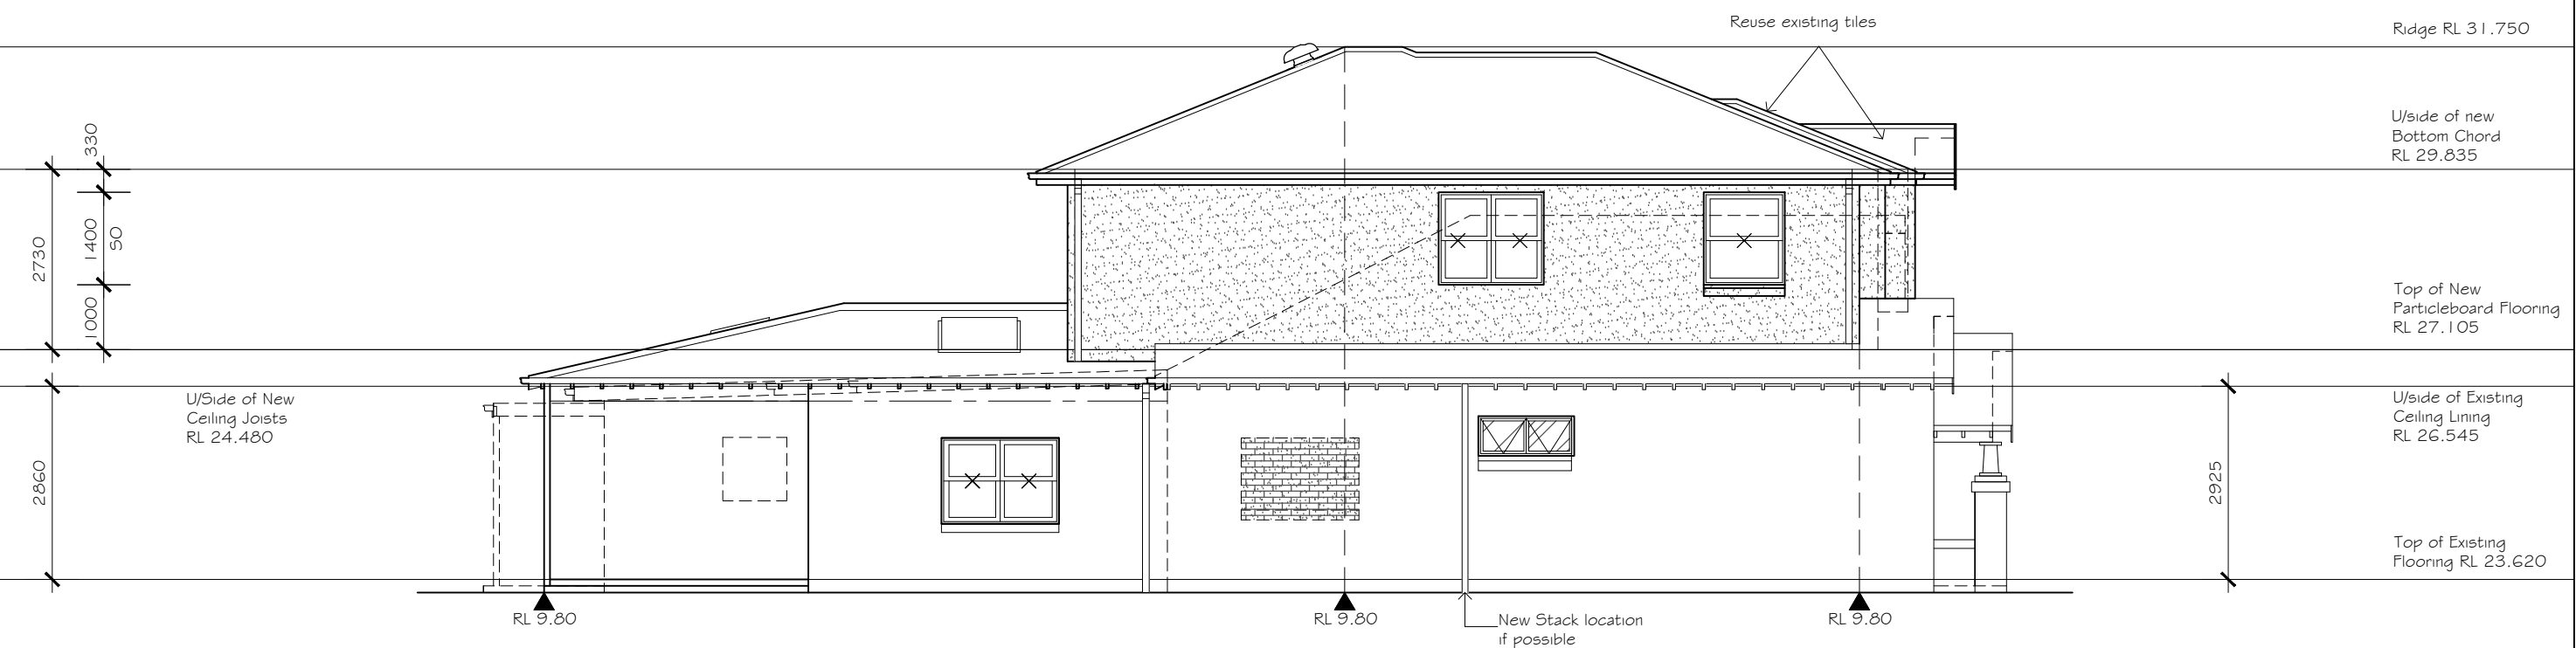 Reuse existing tiles
Ridge RL 31.750
U/side of new
Bottom Chord
RL 29.835
330
2730
1400
SO
1000
Top of New
Particleboard Flooring
RL 27.105
U/Side of New
Ceiling Joists
RL 24.480
U/side of Existing
Ceiling Lining
RL 26.545
2860
2925
Top of Existing
Flooring RL 23.620
RL 9.80
RL 9.80
RL 9.80
New Stack location
if possible